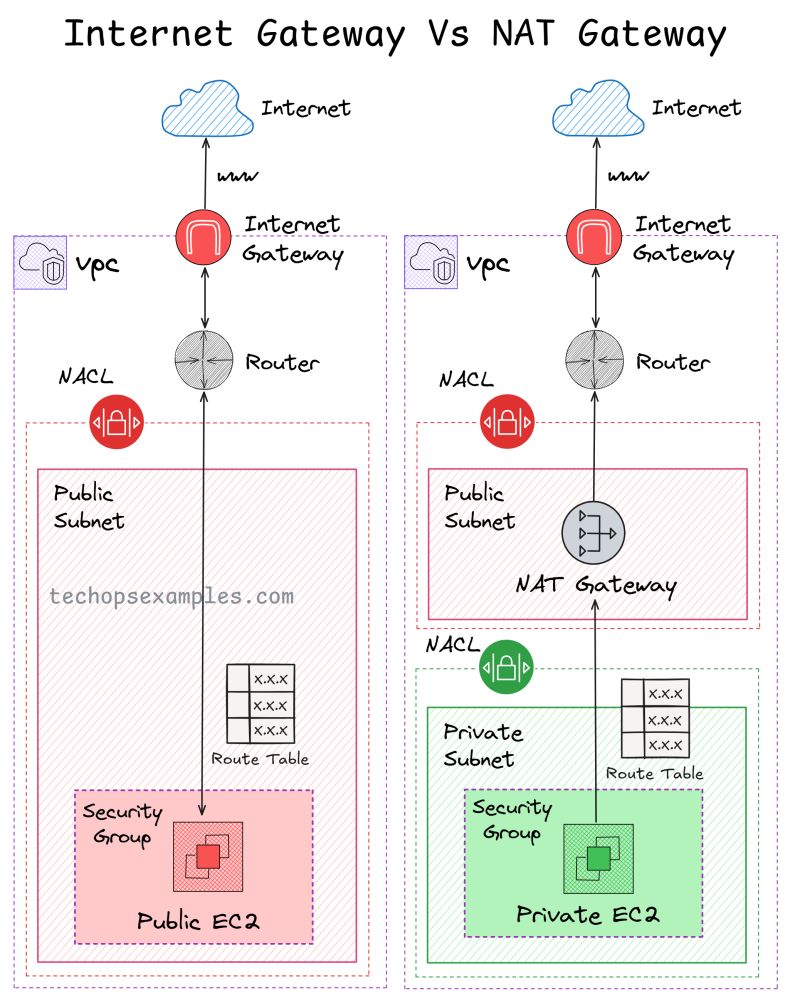 Internet Gateway Vs NAT Gateway
Internet
www
Internet
Gateway
vpc
Router
NACL
Public
Subnet
techopsexamples.com
x.x.x
x.x.x
x.x.x
Route Table
Security
Group
Public EC2
Internet
www
Internet
Gateway
vpc
Router
NACL
Public
Subnet
NAT Gateway
NACL
Private
Subnet
x.x.x
x.x.x
x.x.x
Route Table
Security
Group
Private EC2